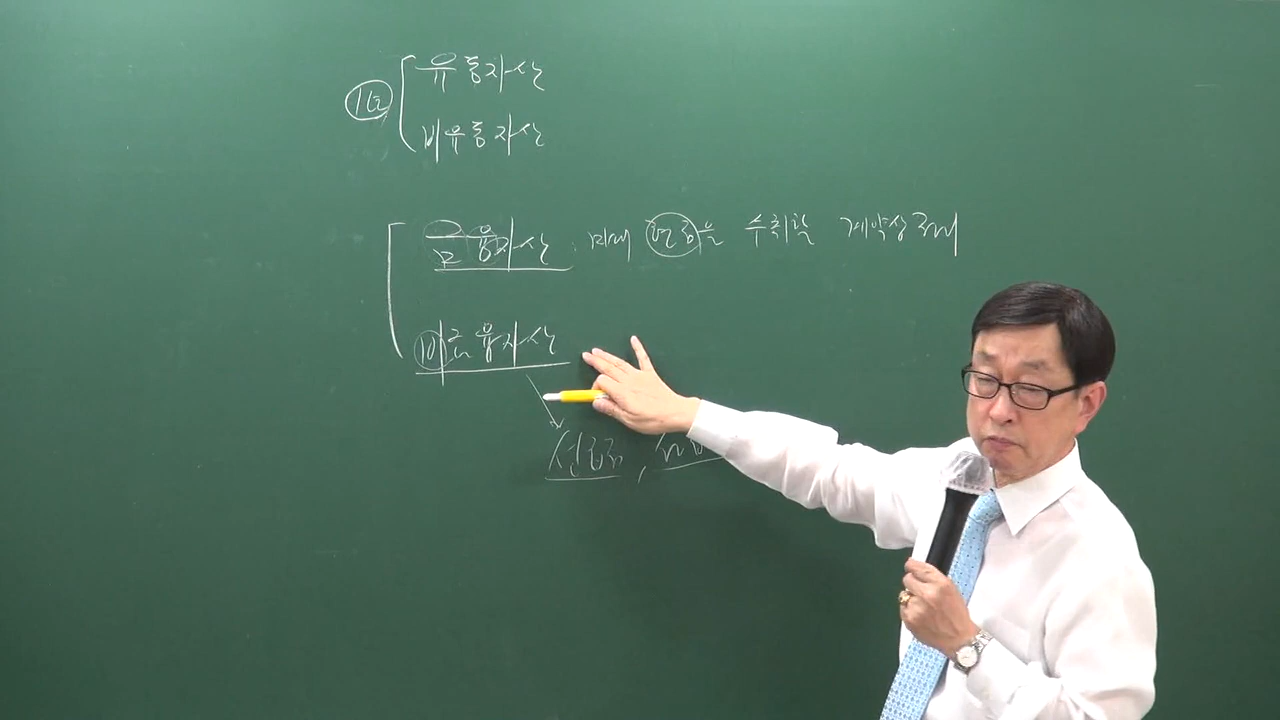 1年
유동자산
비유동자산
금융자산 : 미래 현금을 수취할 계약상 권리
비금융자산
선급금,